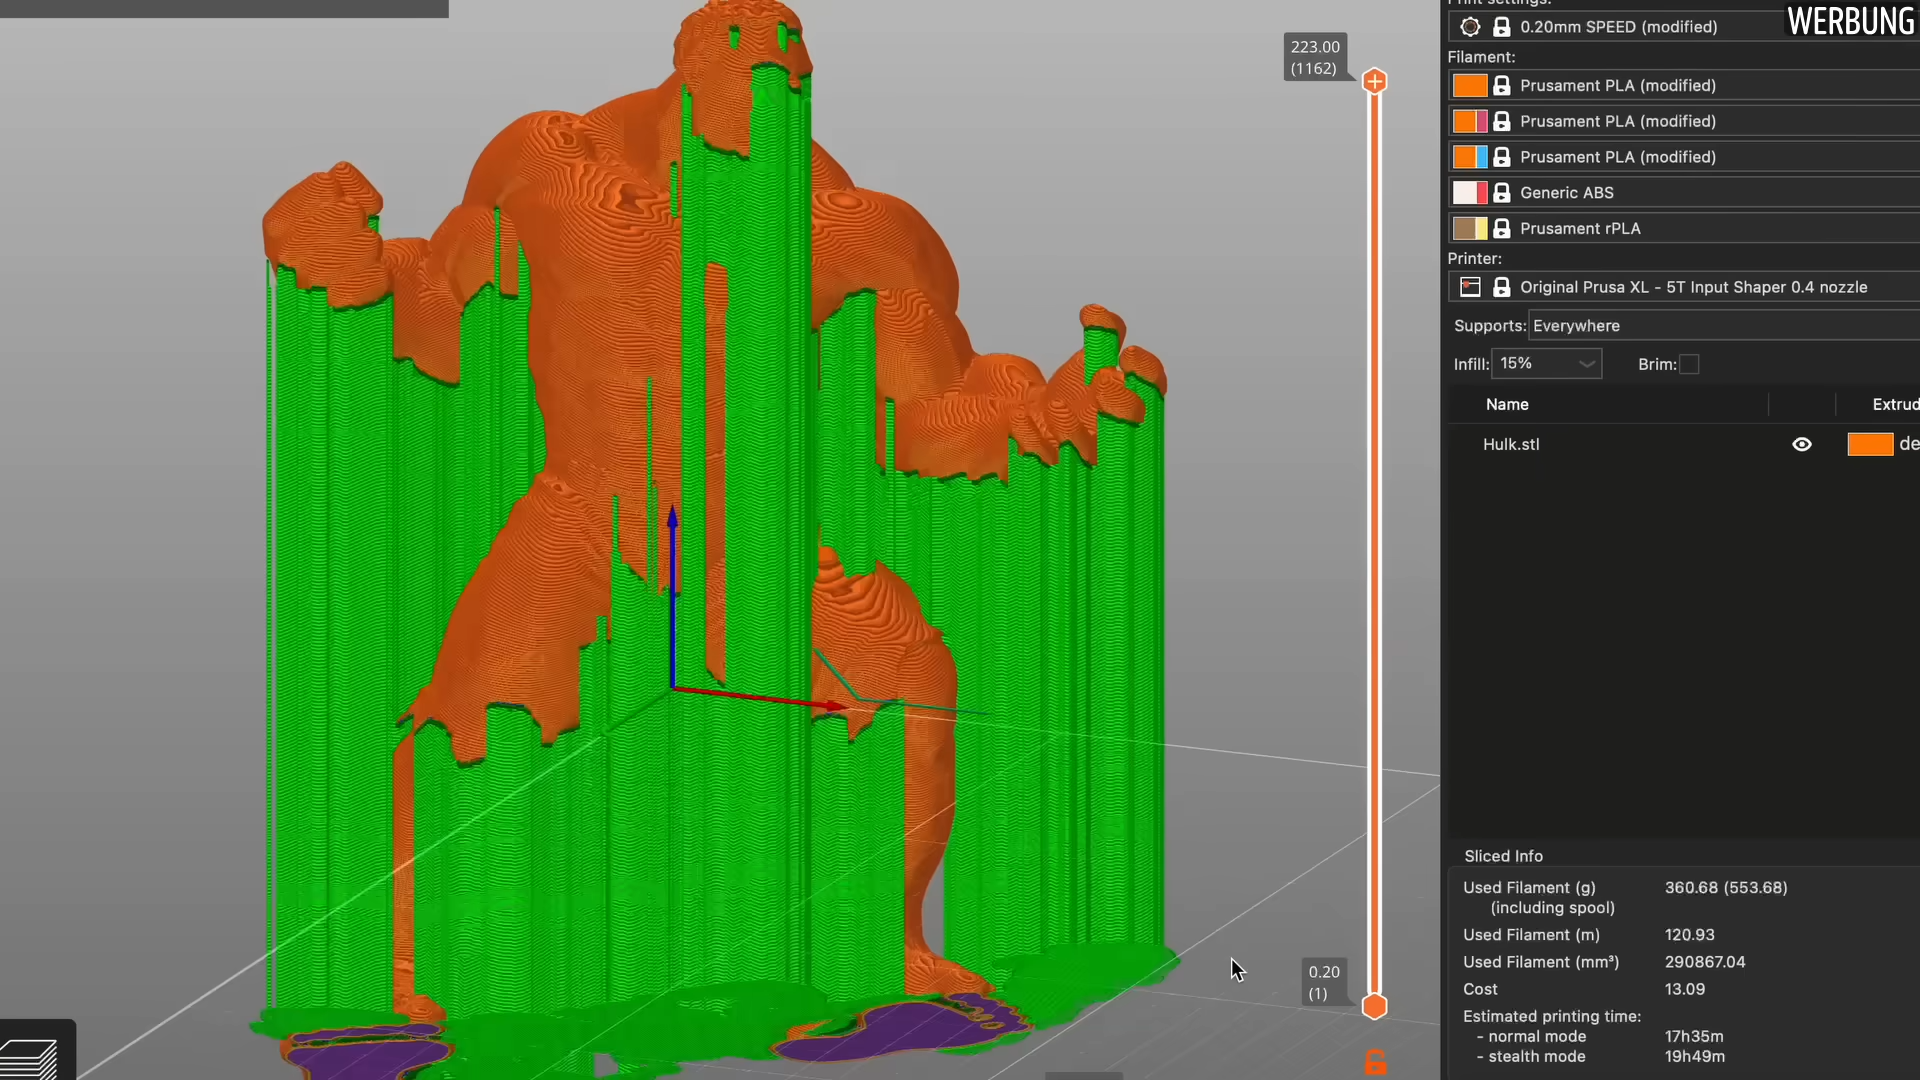 Print settings:
WERBUNG
0.20mm SPEED (modified)
Filament:
Prusament PLA (modified)
Prusament PLA (modified)
Prusament PLA (modified)
Generic ABS
Prusament rPLA
Printer:
Original Prusa XL - 5T Input Shaper 0.4 nozzle
Supports: Everywhere
Infill: 15% Brim:
Name Extrud
Hulk.stl de
Sliced Info
Used Filament (g) 360.68 (553.68)
(including spool)
Used Filament (m) 120.93
Used Filament (mm³) 290867.04
Cost 13.09
Estimated printing time:
- normal mode 17h35m
- stealth mode 19h49m
223.00
(1162)
0.20
(1)